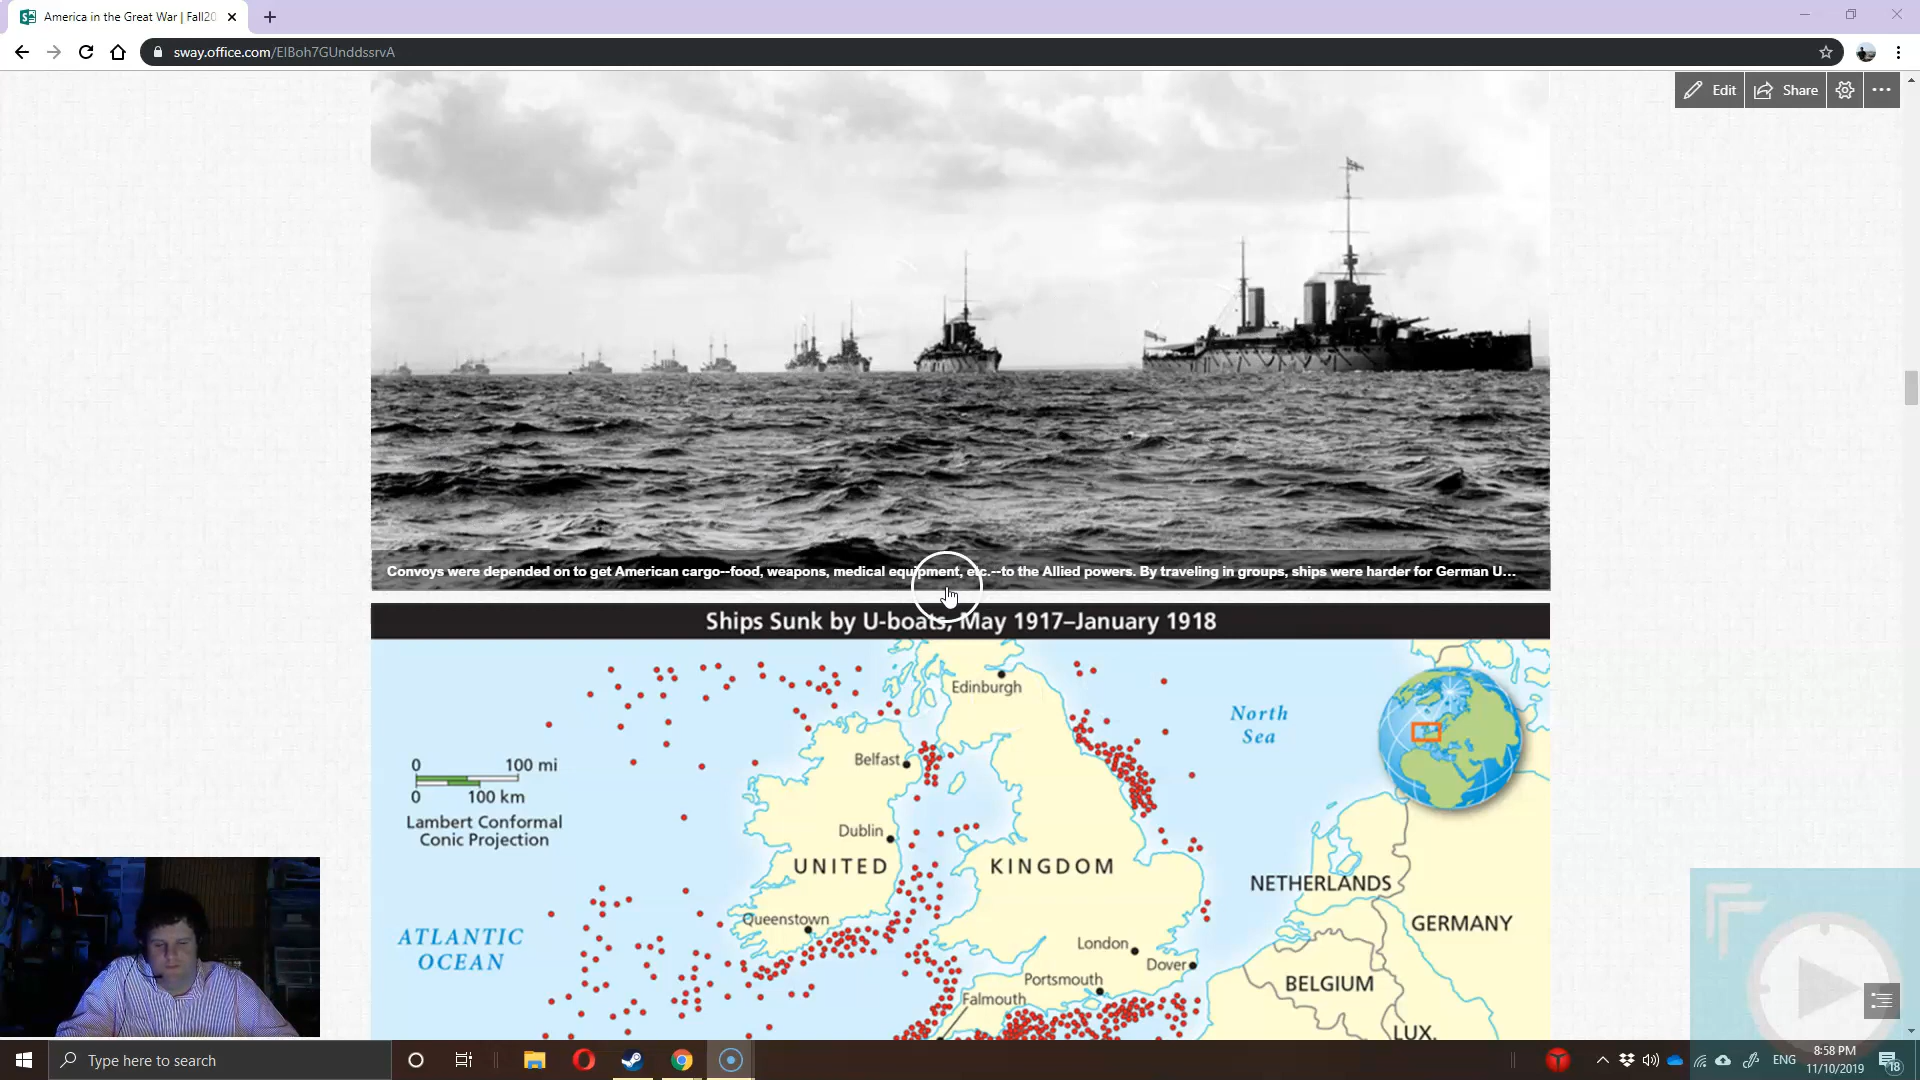 America in the Great War | Fall20
sway.office.com/EIBoh7GUnddssrvA
Edit
Share
Convoys were depended on to get American cargo--food, weapons, medical equipment, etc.--to the Allied powers. By traveling in groups, ships were harder for German U...
Ships Sunk by U-boats, May 1917–January 1918
Edinburgh
North
Sea
Belfast
0 100 mi
0 100 km
Lambert Conformal
Conic Projection
Dublin
UNITED KINGDOM
NETHERLANDS
GERMANY
Queenstown
ATLANTIC
OCEAN
London
Dover
Portsmouth
BELGIUM
Falmouth
LUX.
Type here to search
ENG
8:58 PM
11/10/2019
18